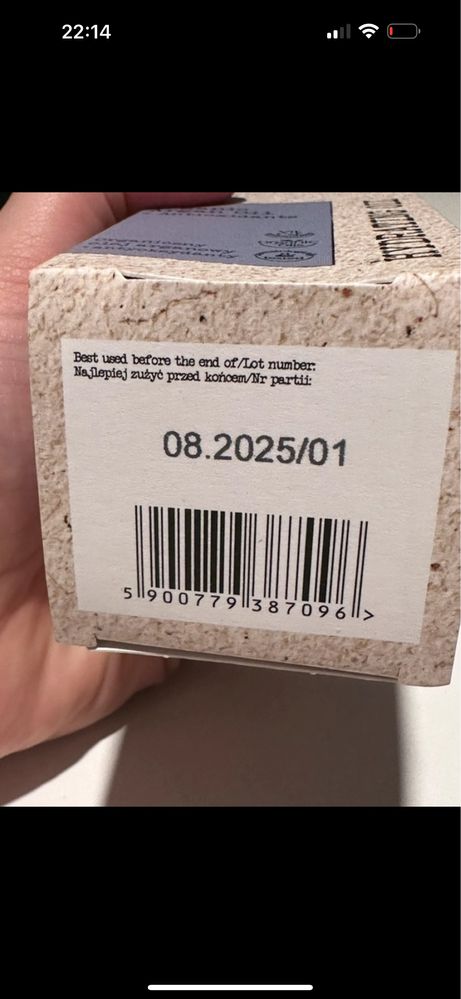 22:14
Best used before the end of/Lot number:
Najlepiej zużyć przed końcem/Nr partii:
08.2025/01
5 900779 387096 >